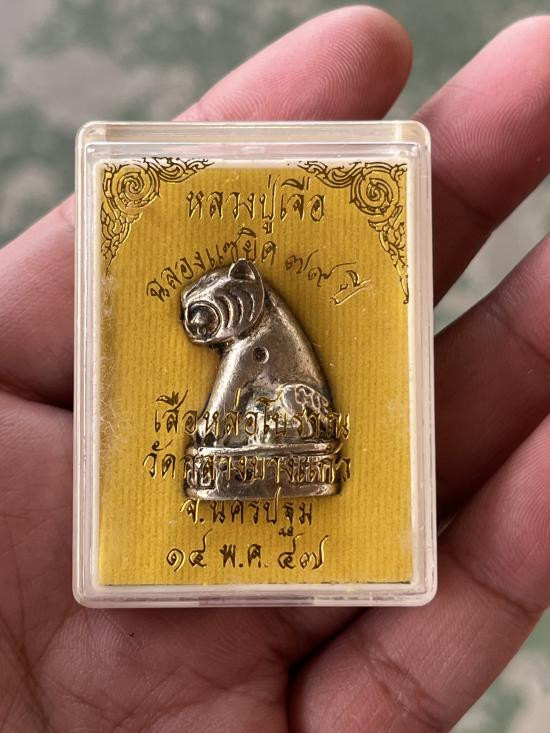 หลวงปู่เจือ
ฉลองแซยิด ๗๙ ปี
เสือหล่อโบราณ
วัดกลางบางแก้ว
จ.นครปฐม
๑๔ พ.ค. ๔๗